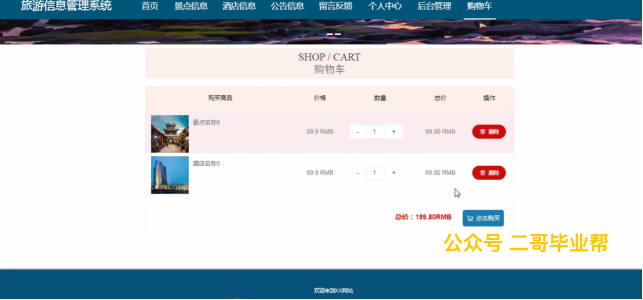 旅游信息管理系统 首页 景点信息 酒店信息 公告信息 留言反馈 个人中心 后台管理 购物车
SHOP / CART
购物车
购买商品 价格 数量 总价 操作
景点名称6
99.9 RMB - 1 + 99.90 RMB 删除
酒店名称5
99.9 RMB - 1 + 99.90 RMB 删除
总价：199.80RMB 点击购买
公众号 二哥毕业帮
欢迎来到XX网站